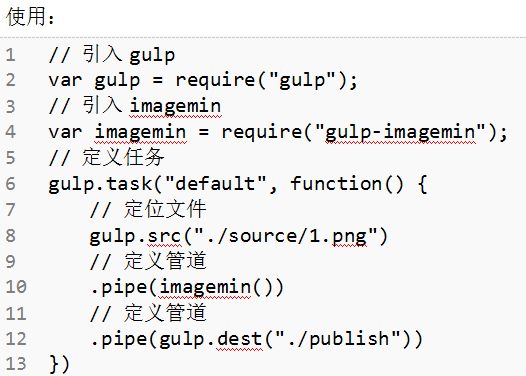 使用：
1 // 引入 gulp
2 var gulp = require("gulp");
3 // 引入 imagemin
4 var imagemin = require("gulp-imagemin");
5 // 定义任务
6 gulp.task("default", function() {
7     // 定位文件
8     gulp.src("./source/1.png")
9     // 定义管道
10     .pipe(imagemin())
11     // 定义管道
12     .pipe(gulp.dest("./publish"))
13 })